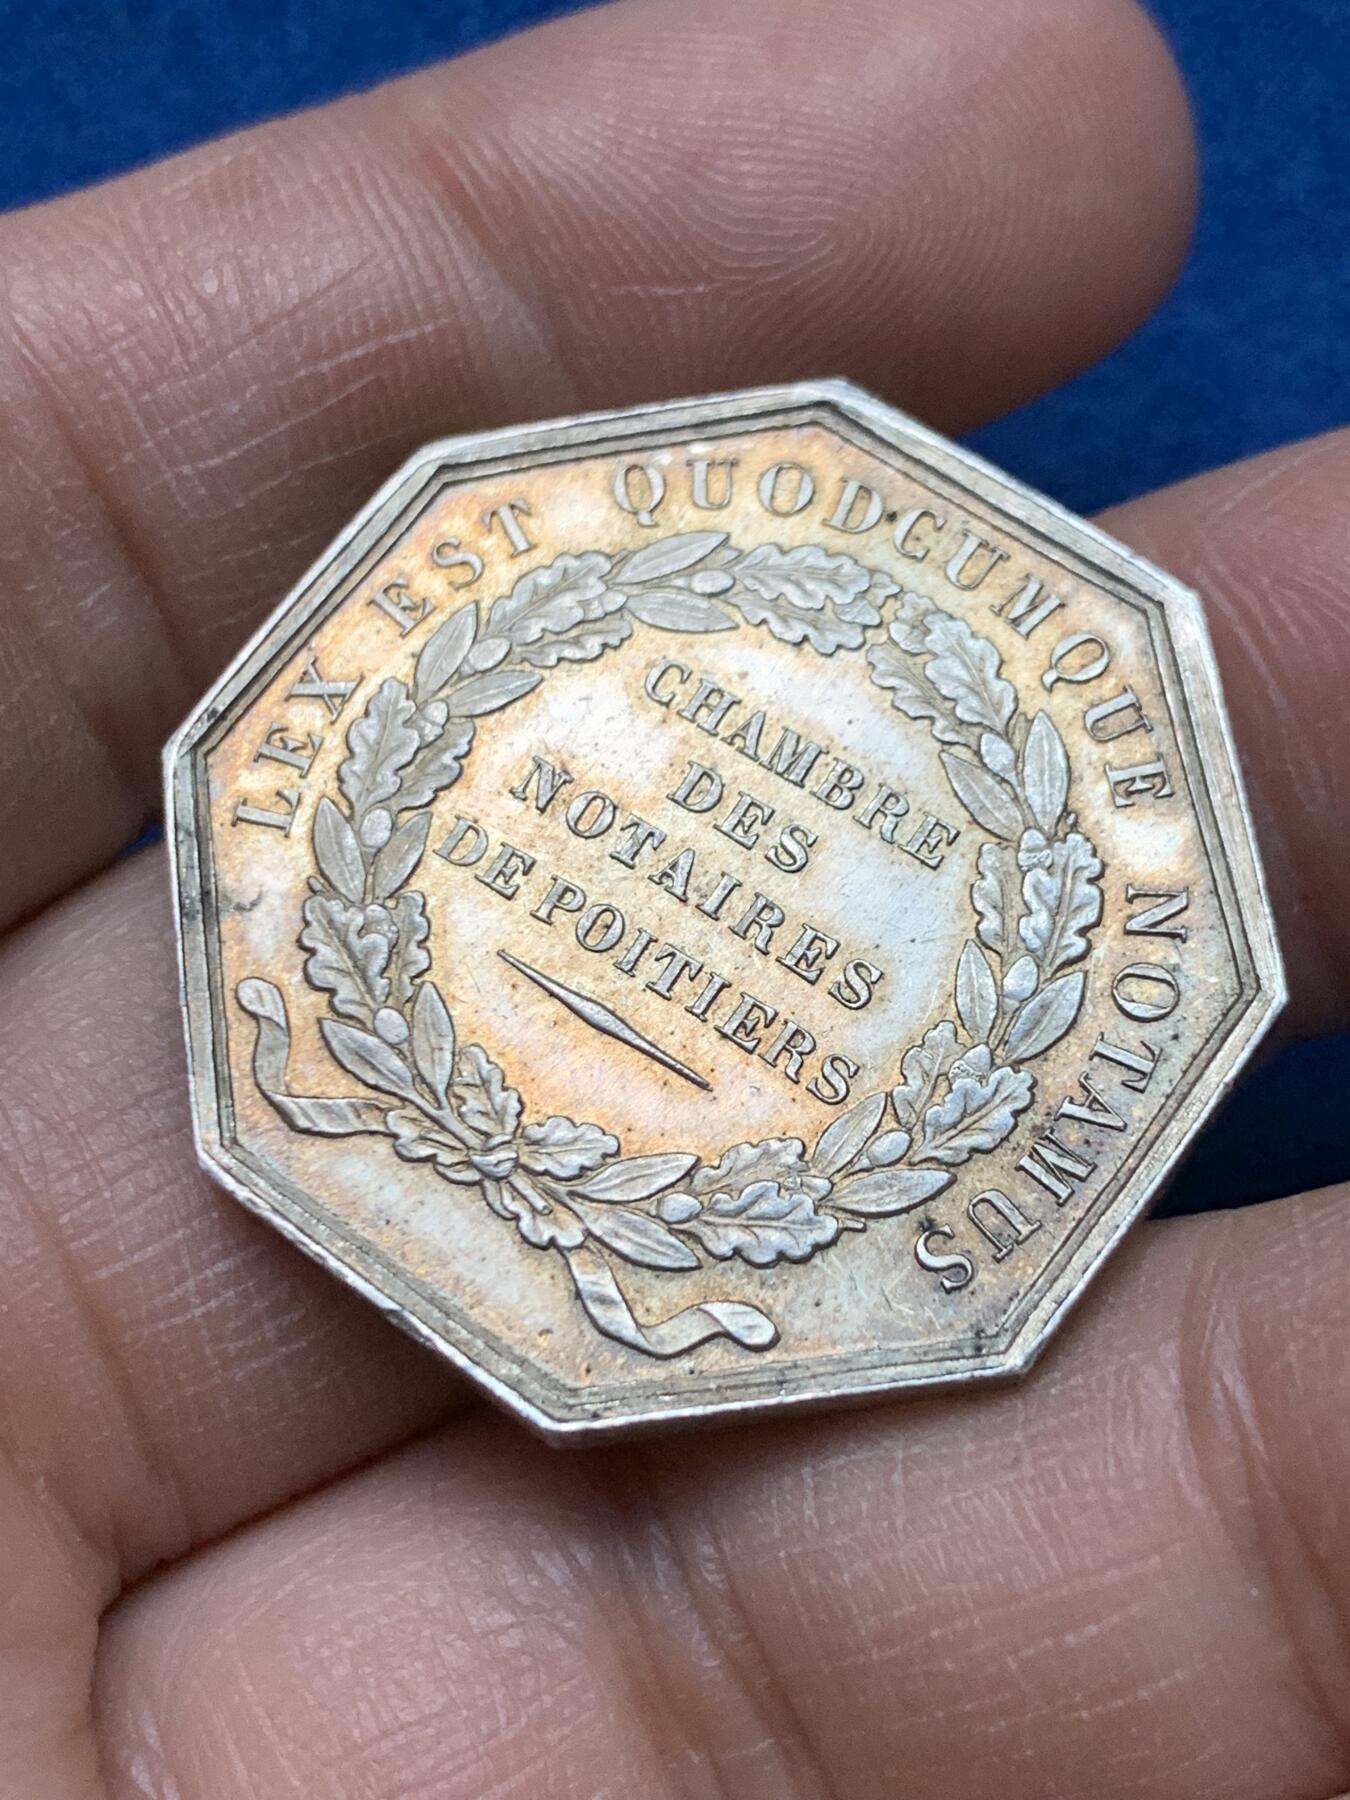 LEX EST QUODCUMQUE NOTAMUS
CHAMBRE
DES
NOTAIRES
DE POITIERS